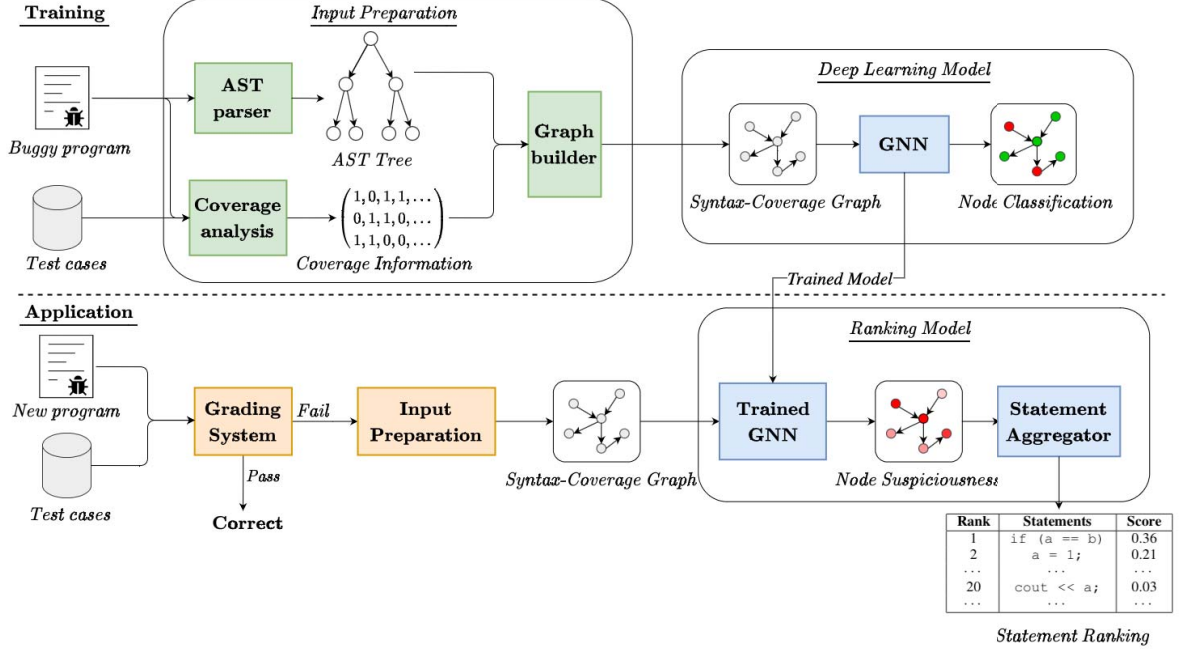 Training
Input Preparation
AST
parser
Buggy program
AST Tree
Coverage
analysis
1, 0, 1, 1, . . .
0, 1, 1, 0, . . .
1, 1, 0, 0, . . .
Test cases
Coverage Information
Graph
builder
Deep Learning Model
GNN
Syntax-Coverage Graph
Node Classification
Trained Model
Application
Ranking Model
New program
Grading
System
Fail
Input
Preparation
Trained
GNN
Statement
Aggregator
Pass
Syntax-Coverage Graph
Node Suspiciousness
Test cases
Correct
Rank Statements Score
1 if (a == b) 0.36
2 a = 1; 0.21
... ... ...
20 cout << a; 0.03
... ... ...
Statement Ranking